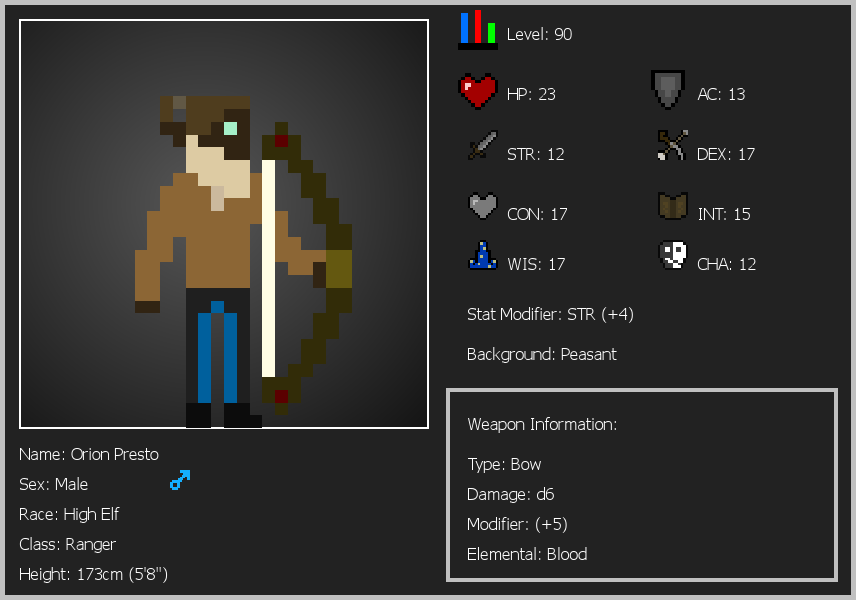 Level: 90
HP: 23
AC: 13
STR: 12
DEX: 17
CON: 17
INT: 15
WIS: 17
CHA: 12
Stat Modifier: STR (+4)
Background: Peasant
Weapon Information:
Type: Bow
Damage: d6
Modifier: (+5)
Elemental: Blood
Name: Orion Presto
Sex: Male
Race: High Elf
Class: Ranger
Height: 173cm (5'8")